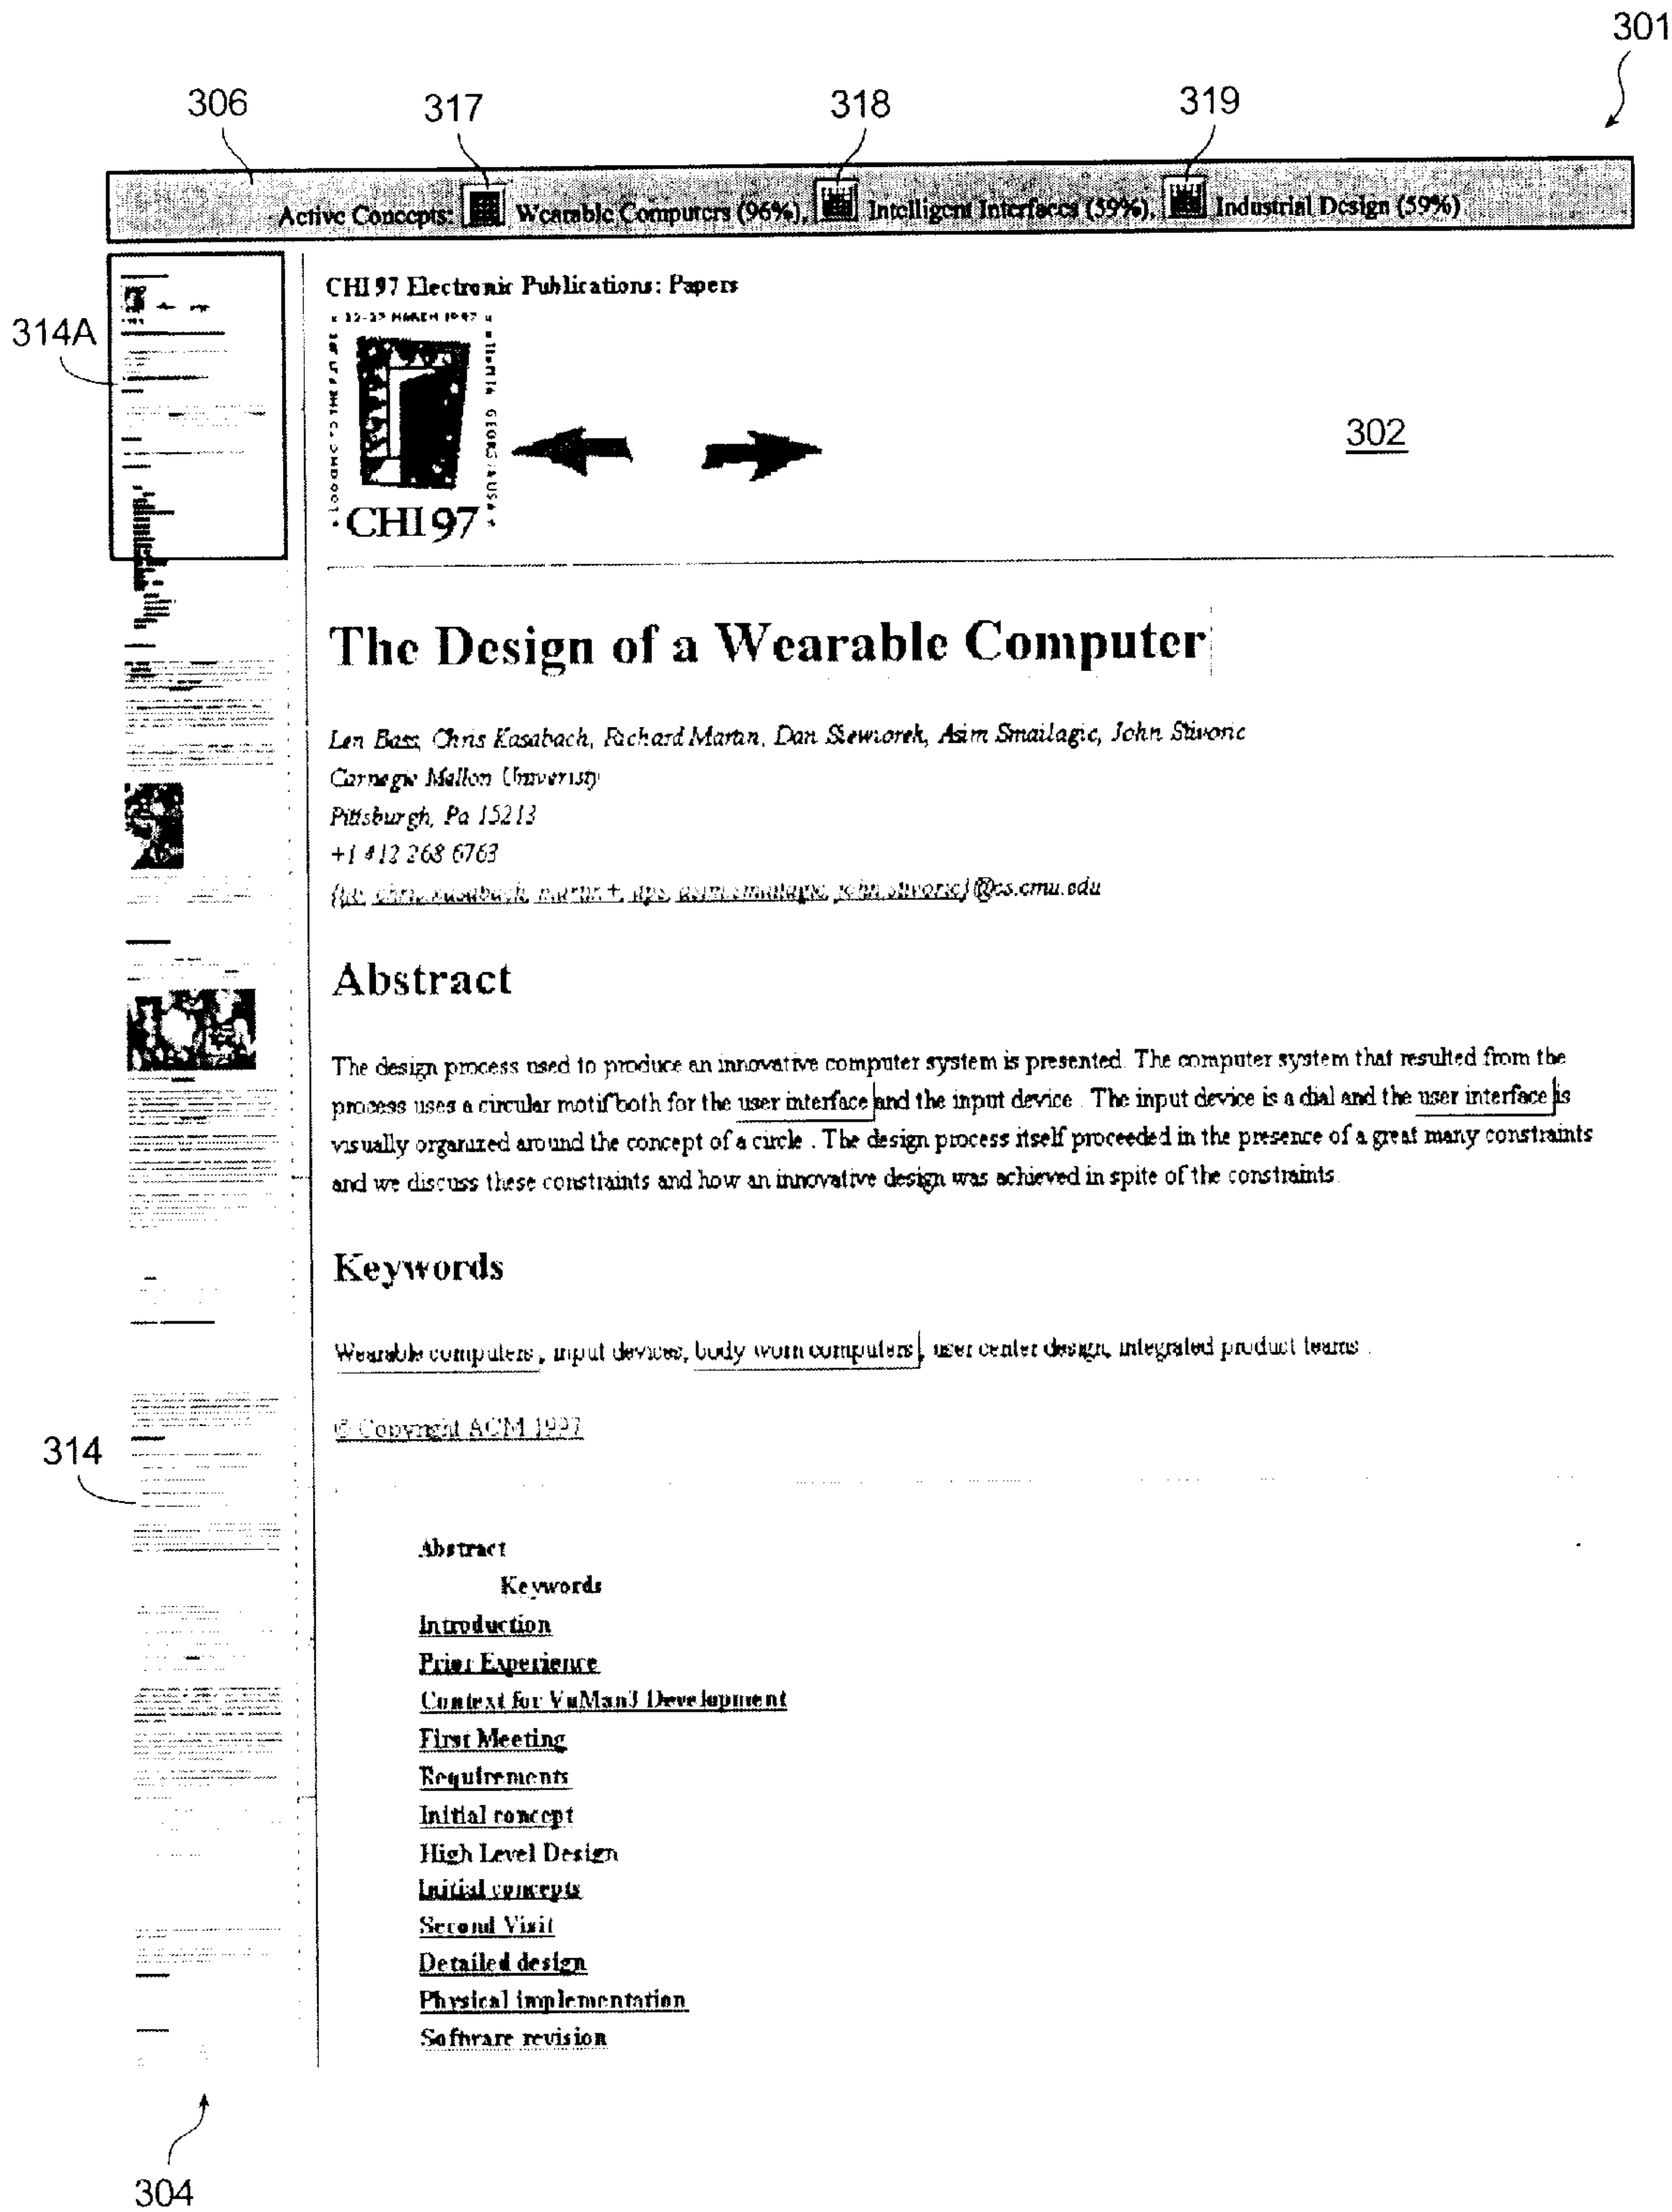 301
306 317 318 319
Active Concepts: Wearable Computers (96%), Intelligent Interfaces (59%), Industrial Design (59%)
314A
CHI 97 Electronic Publications: Papers
22-27 MARCH 1997
GEORGIA USA
CHI 97
302
The Design of a Wearable Computer
Len Bass, Chris Kasabach, Richard Martin, Dan Siewiorek, Asim Smailagic, John Stivoric
Carnegie Mellon Univeristy
Pittsburgh, Pa 15213
+1 412 268 6763
@cs.cmu.edu
Abstract
The design process used to produce an innovative computer system is presented. The computer system that resulted from the
process uses a circular motif both for the user interface and the input device . The input device is a dial and the user interface is
visually organized around the concept of a circle . The design process itself proceeded in the presence of a great many constraints
and we discuss these constraints and how an innovative design was achieved in spite of the constraints.
Keywords
Wearable computers , input devices, body worn computers , user center design, integrated product teams .
© Copyright ACM 1997
314
Abstract
Keywords
Introduction
Prior Experience
Context for VuMan3 Development
First Meeting
Requirements
Initial concept
High Level Design
Initial concepts
Second Visit
Detailed design
Physical implementation
Software revision
304